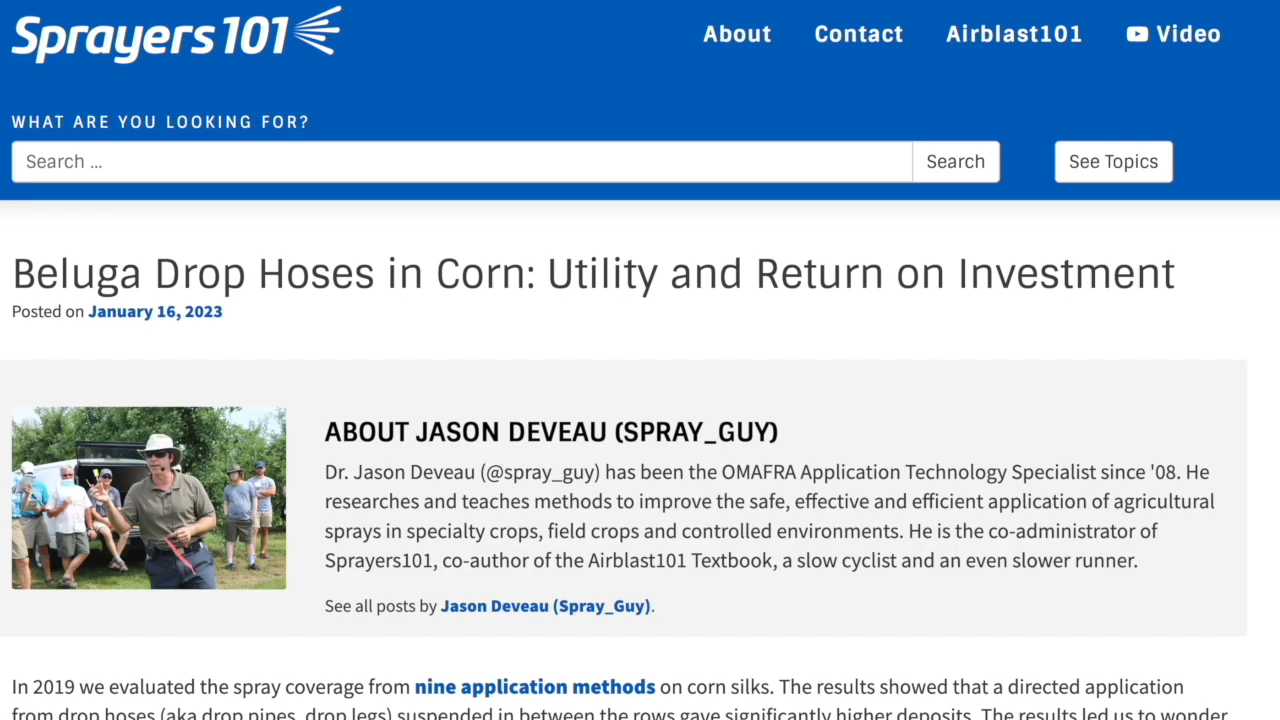 Sprayers 101
About Contact Airblast101 Video
WHAT ARE YOU LOOKING FOR?
Search ... Search See Topics
Beluga Drop Hoses in Corn: Utility and Return on Investment
Posted on January 16, 2023
ABOUT JASON DEVEAU (SPRAY_GUY)
Dr. Jason Deveau (@spray_guy) has been the OMAFRA Application Technology Specialist since '08. He
researches and teaches methods to improve the safe, effective and efficient application of agricultural
sprays in specialty crops, field crops and controlled environments. He is the co-administrator of
Sprayers101, co-author of the Airblast101 Textbook, a slow cyclist and an even slower runner.
See all posts by Jason Deveau (Spray_Guy).
In 2019 we evaluated the spray coverage from nine application methods on corn silks. The results showed that a directed application
from drop hoses (aka drop pipes, drop legs) suspended in between the rows gave significantly higher deposits. The results led us to wonder